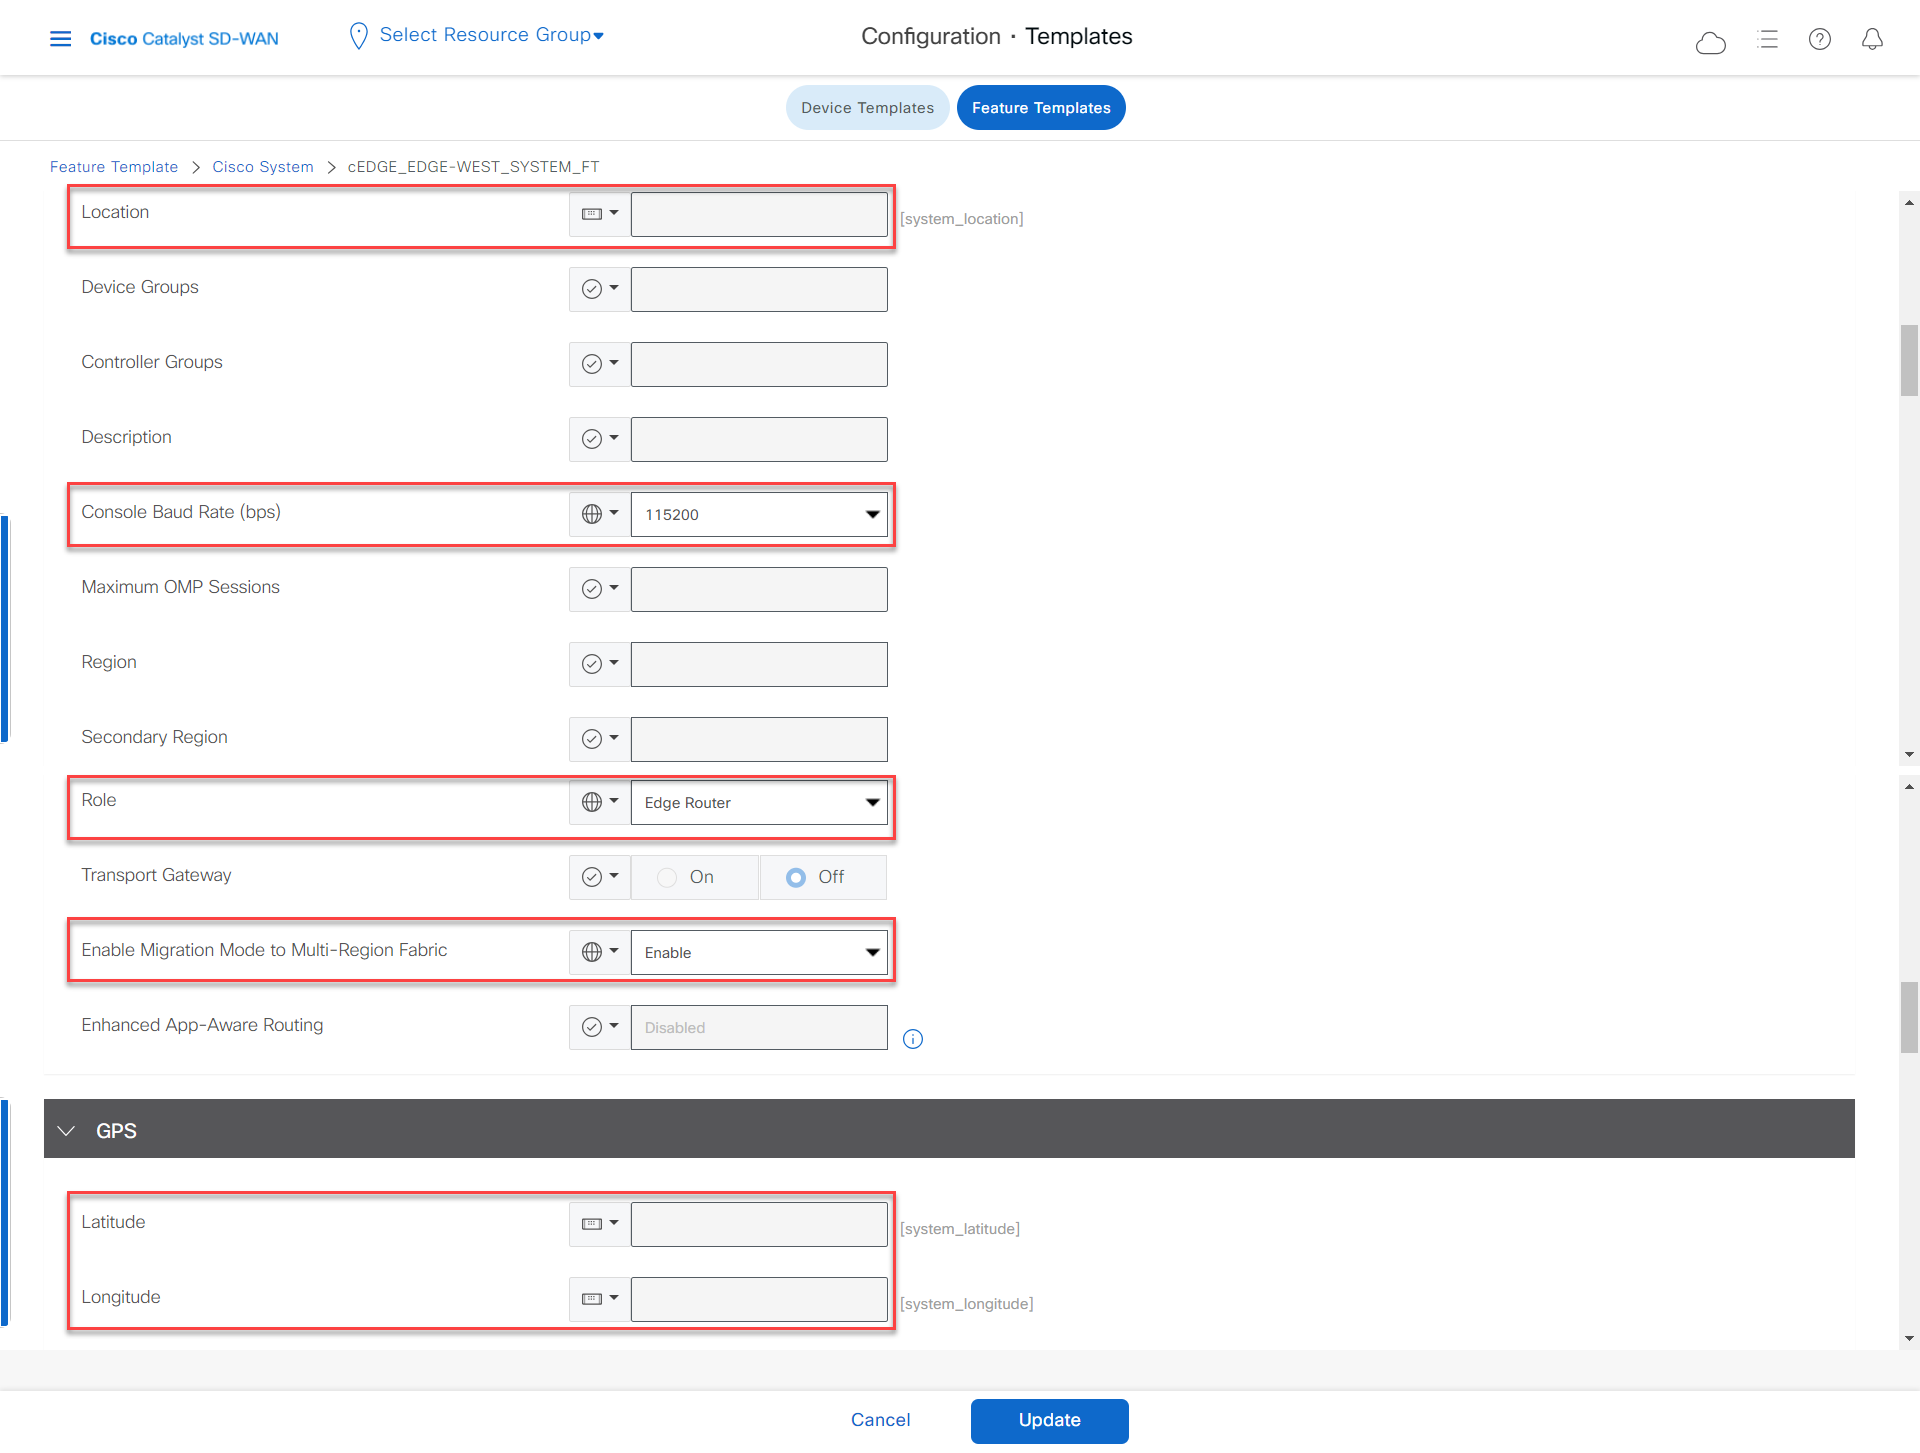 Cisco Catalyst SD-WAN
Select Resource Group
Configuration · Templates
Device Templates
Feature Templates
Feature Template > Cisco System > cEDGE_EDGE-WEST_SYSTEM_FT
Location
[system_location]
Device Groups
Controller Groups
Description
Console Baud Rate (bps)
115200
Maximum OMP Sessions
Region
Secondary Region
Role
Edge Router
Transport Gateway
On
Off
Enable Migration Mode to Multi-Region Fabric
Enable
Enhanced App-Aware Routing
Disabled
GPS
Latitude
[system_latitude]
Longitude
[system_longitude]
Cancel
Update